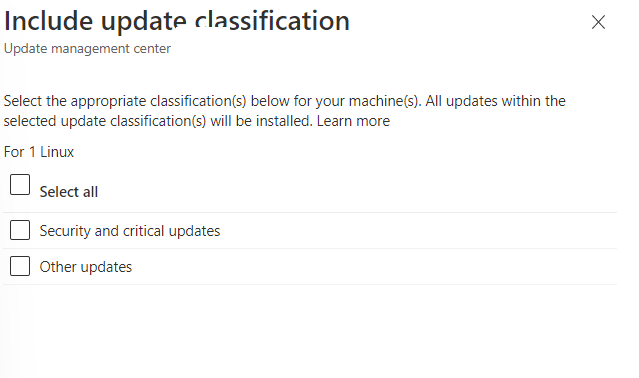 Include update classification
Update management center
Select the appropriate classification(s) below for your machine(s). All updates within the
selected update classification(s) will be installed. Learn more
For 1 Linux
Select all
Security and critical updates
Other updates